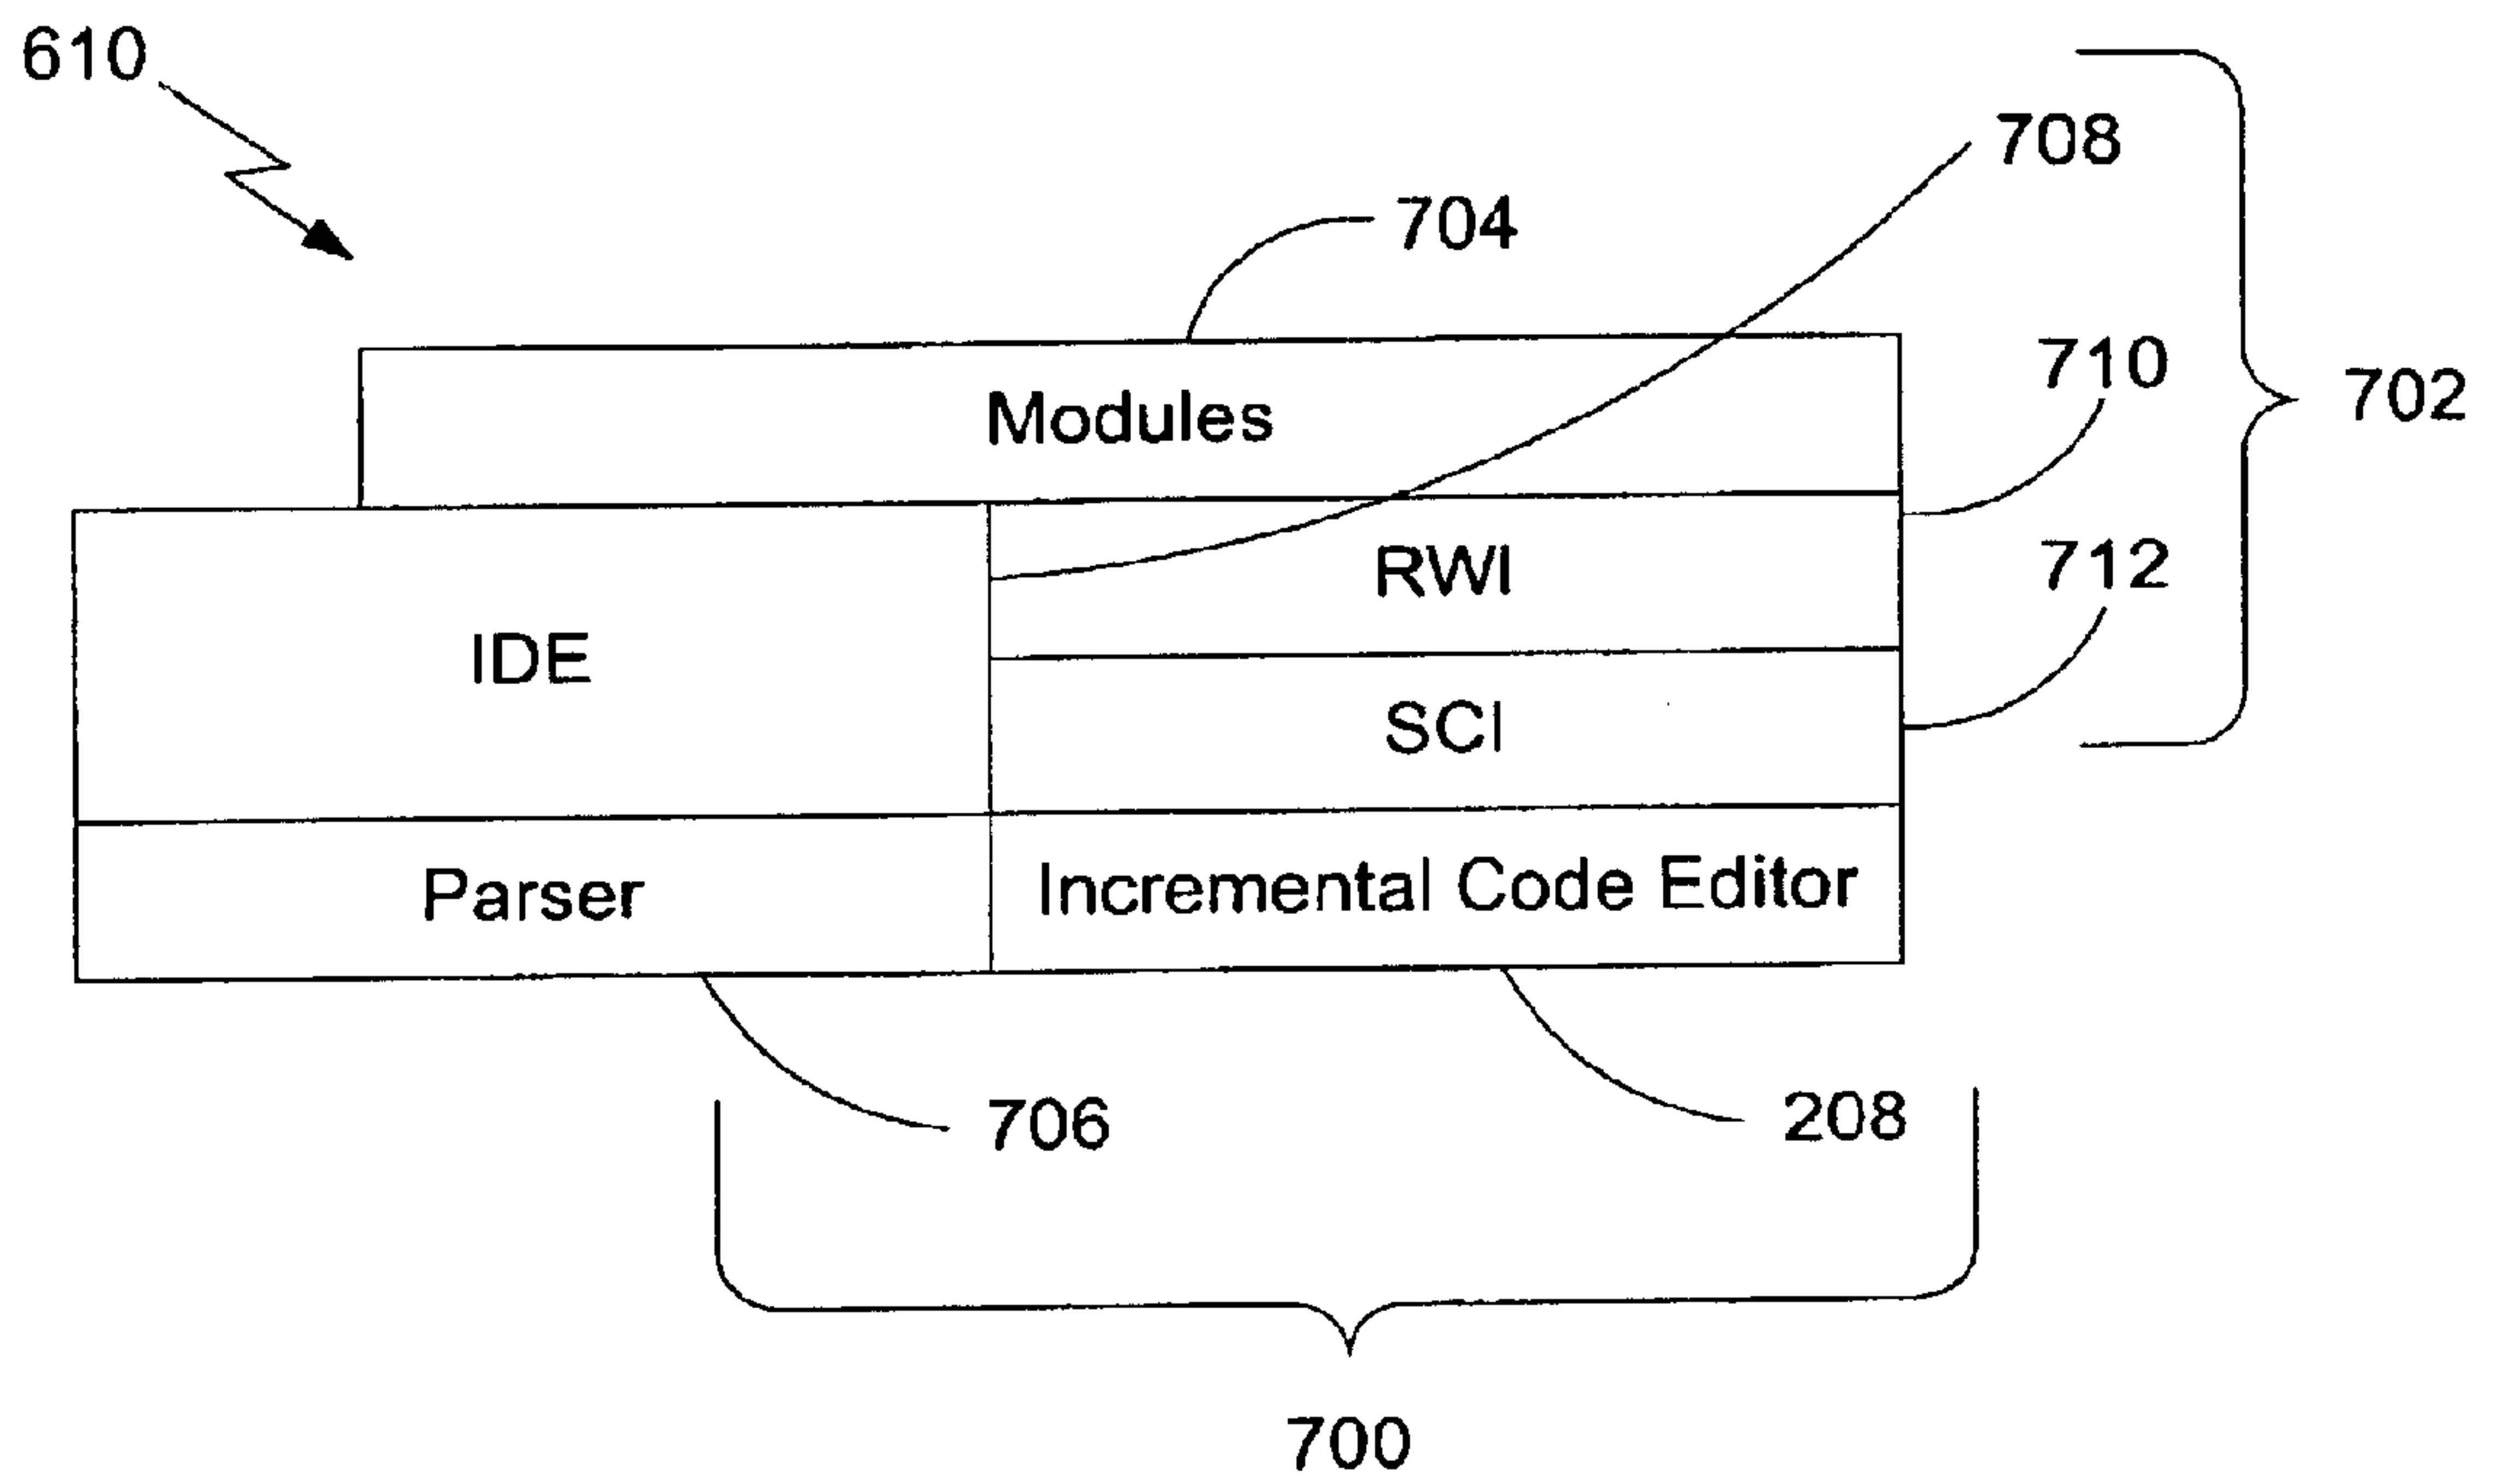 610
708
704
710
702
Modules
RWI
712
IDE
SCI
Parser
Incremental Code Editor
706
208
700